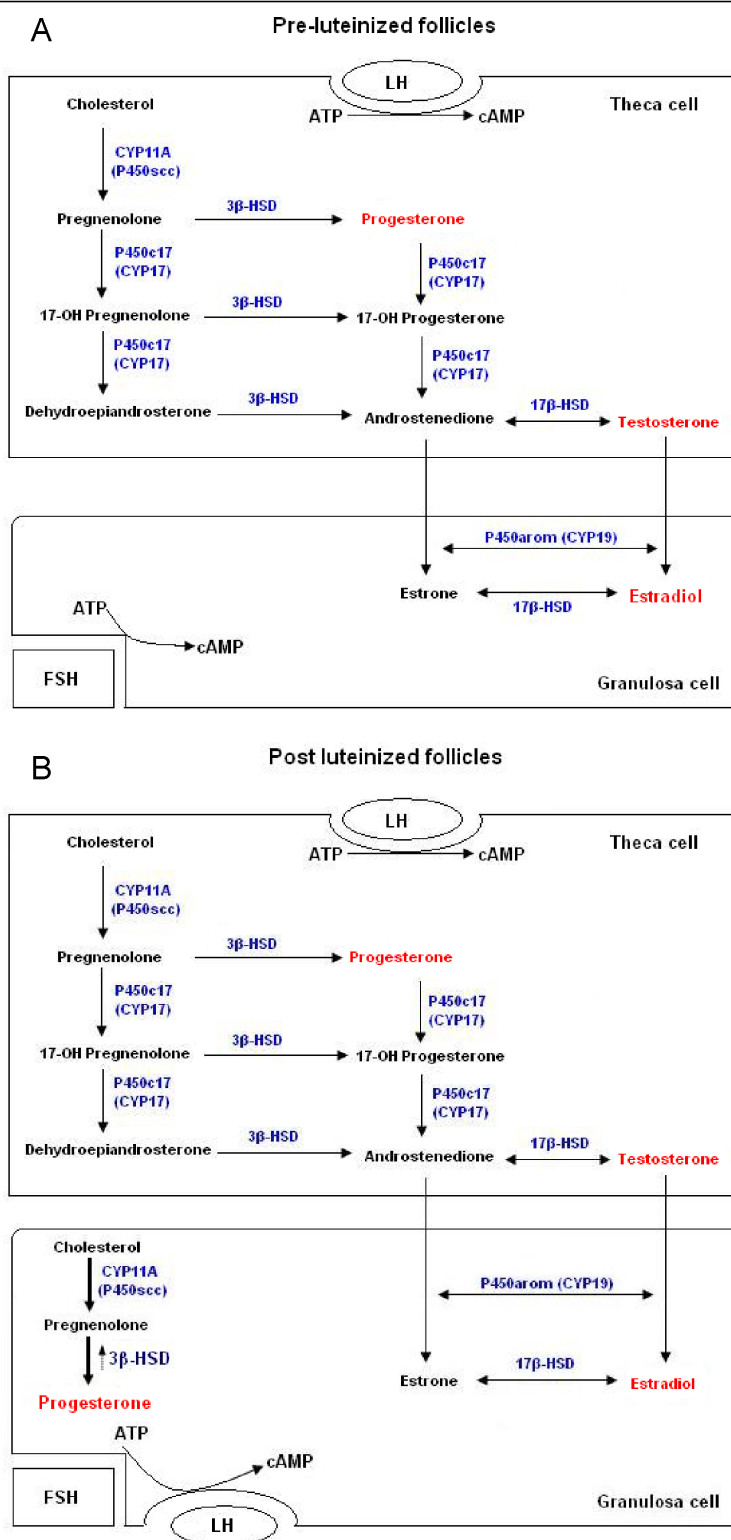 A
Pre-luteinized follicles
LH
Cholesterol
ATP
cAMP
Theca cell
CYP11A
(P450scc)
3β-HSD
Pregnenolone
Progesterone
P450c17
(CYP17)
P450c17
(CYP17)
3β-HSD
17-OH Pregnenolone
17-OH Progesterone
P450c17
(CYP17)
P450c17
(CYP17)
3β-HSD
17β-HSD
Dehydroepiandrosterone
Androstenedione
Testosterone
P450arom (CYP19)
Estrone
17β-HSD
Estradiol
ATP
cAMP
FSH
Granulosa cell
B
Post luteinized follicles
LH
Cholesterol
ATP
cAMP
Theca cell
CYP11A
(P450scc)
3β-HSD
Pregnenolone
Progesterone
P450c17
(CYP17)
P450c17
(CYP17)
3β-HSD
17-OH Pregnenolone
17-OH Progesterone
P450c17
(CYP17)
P450c17
(CYP17)
3β-HSD
17β-HSD
Dehydroepiandrosterone
Androstenedione
Testosterone
Cholesterol
CYP11A
(P450scc)
P450arom (CYP19)
Pregnenolone
3β-HSD
17β-HSD
Estrone
Estradiol
Progesterone
ATP
cAMP
FSH
LH
Granulosa cell